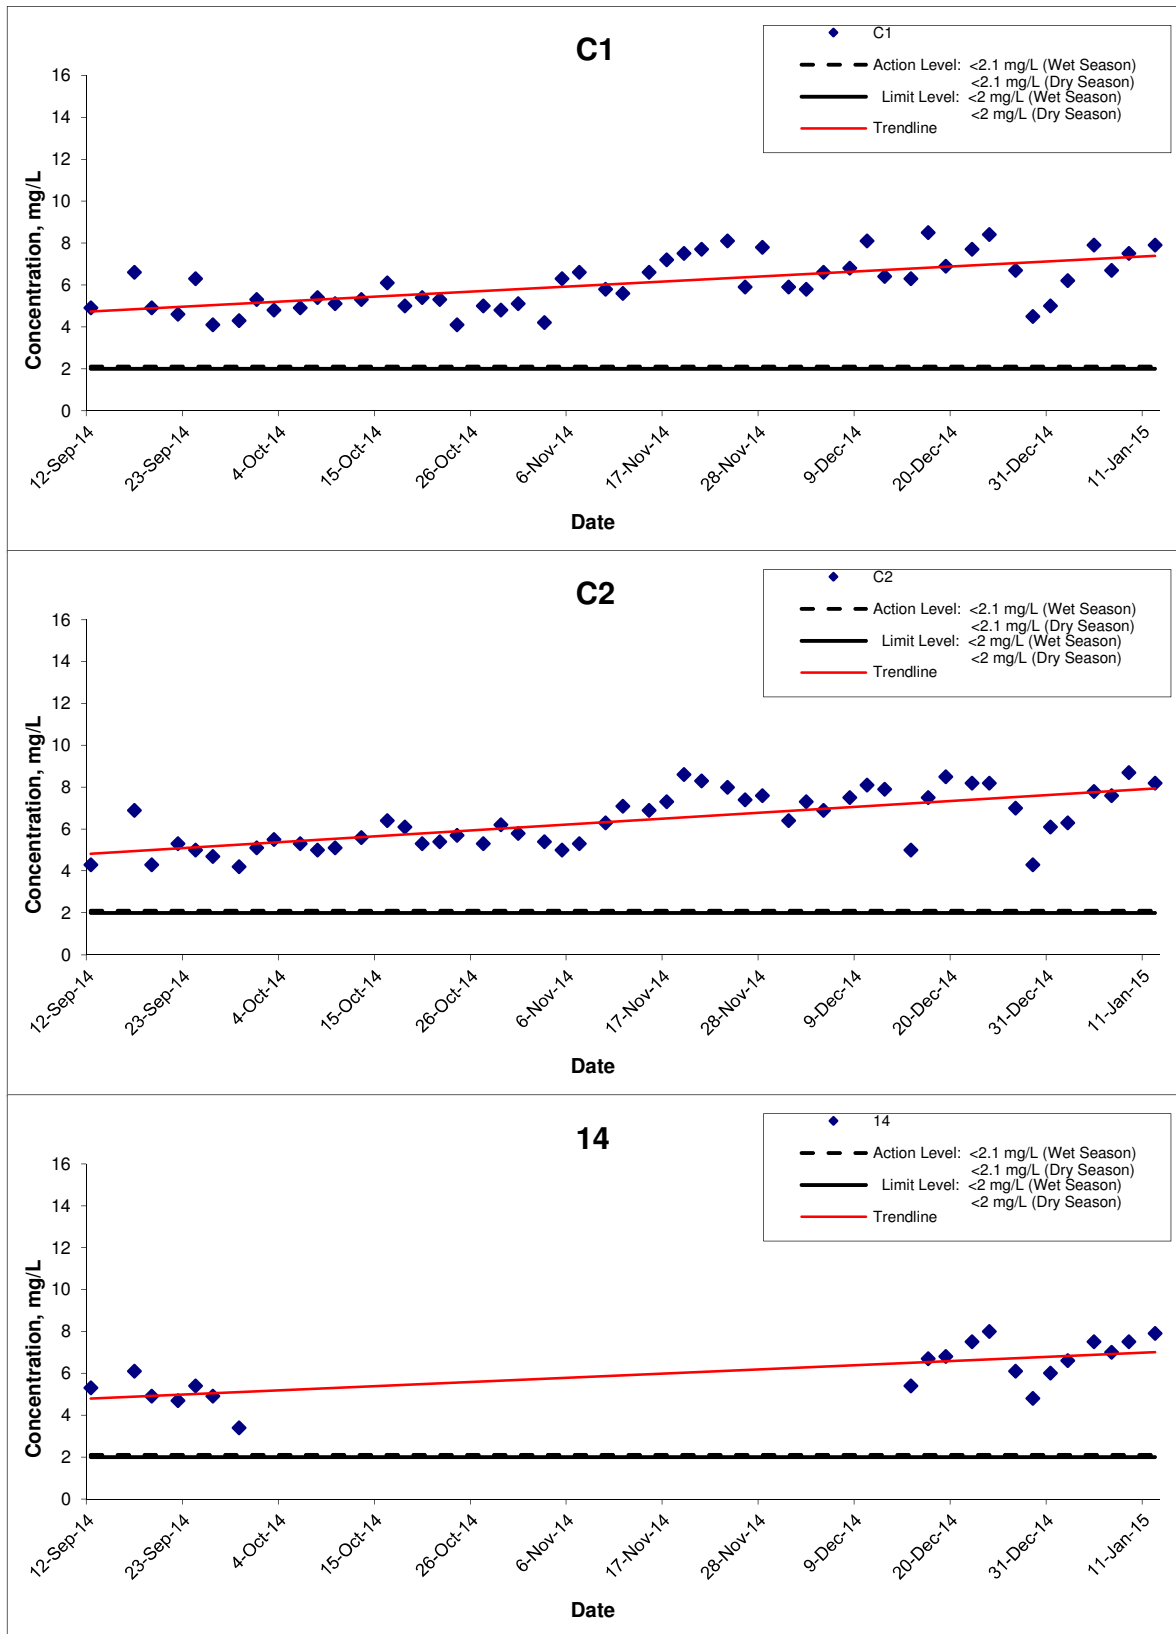 C1
C1
Action Level: <2.1 mg/L (Wet Season)
<2.1 mg/L (Dry Season)
Limit Level: <2 mg/L (Wet Season)
<2 mg/L (Dry Season)
Trendline
Concentration, mg/L
16
14
12
10
8
6
4
2
0
12-Sep-14
23-Sep-14
4-Oct-14
15-Oct-14
26-Oct-14
6-Nov-14
17-Nov-14
28-Nov-14
9-Dec-14
20-Dec-14
31-Dec-14
11-Jan-15
Date
C2
C2
Action Level: <2.1 mg/L (Wet Season)
<2.1 mg/L (Dry Season)
Limit Level: <2 mg/L (Wet Season)
<2 mg/L (Dry Season)
Trendline
Concentration, mg/L
16
14
12
10
8
6
4
2
0
12-Sep-14
23-Sep-14
4-Oct-14
15-Oct-14
26-Oct-14
6-Nov-14
17-Nov-14
28-Nov-14
9-Dec-14
20-Dec-14
31-Dec-14
11-Jan-15
Date
14
14
Action Level: <2.1 mg/L (Wet Season)
<2.1 mg/L (Dry Season)
Limit Level: <2 mg/L (Wet Season)
<2 mg/L (Dry Season)
Trendline
Concentration, mg/L
16
14
12
10
8
6
4
2
0
12-Sep-14
23-Sep-14
4-Oct-14
15-Oct-14
26-Oct-14
6-Nov-14
17-Nov-14
28-Nov-14
9-Dec-14
20-Dec-14
31-Dec-14
11-Jan-15
Date